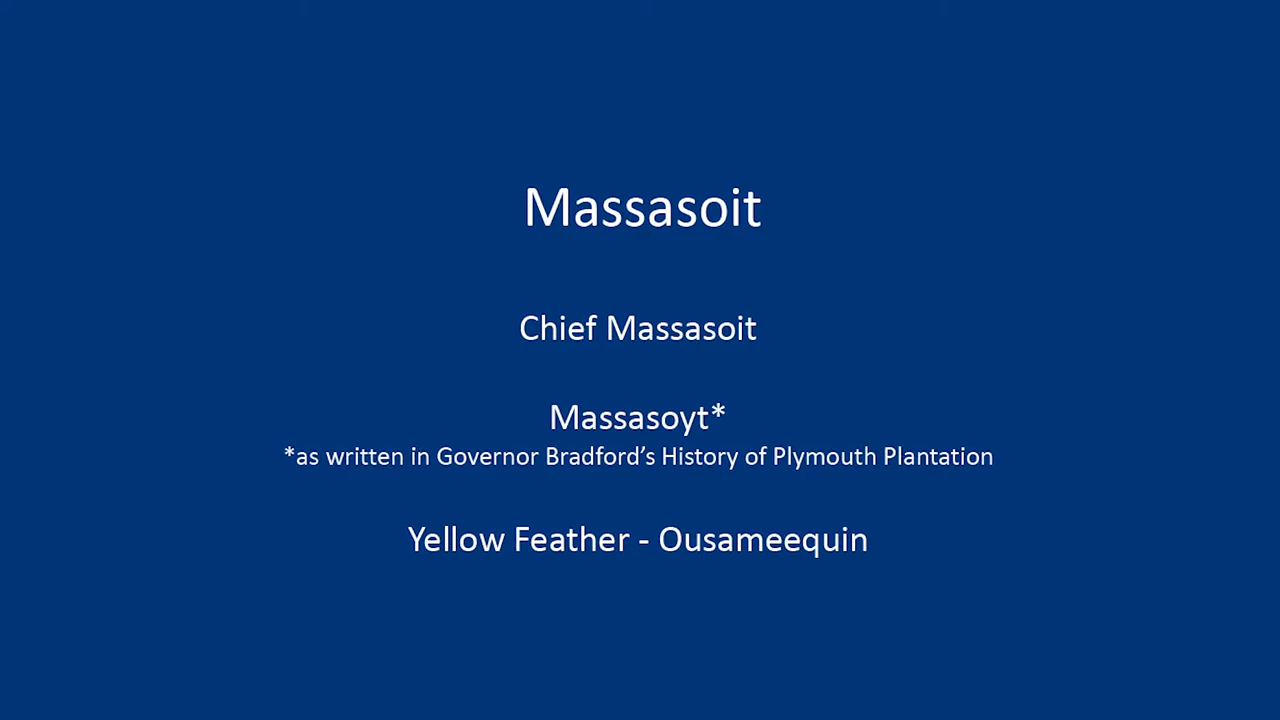 Massasoit
Chief Massasoit
Massasoyt*
*as written in Governor Bradford’s History of Plymouth Plantation
Yellow Feather - Ousameequin